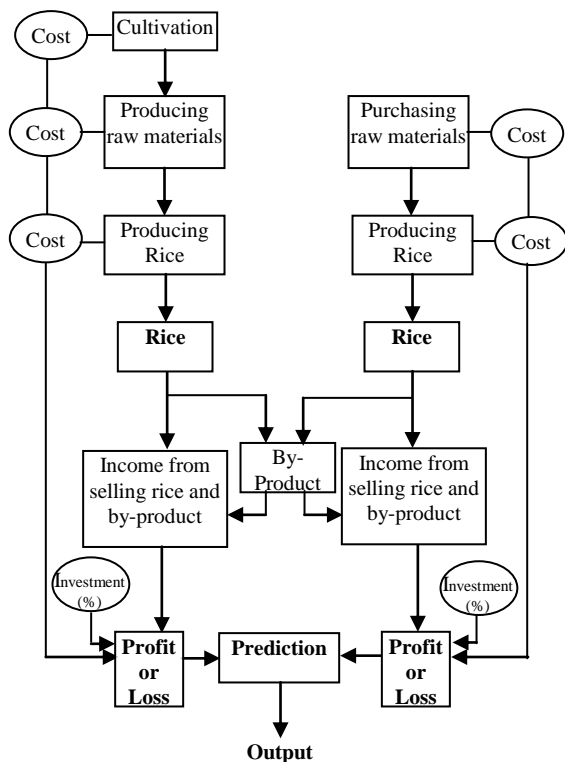 Cost
Cultivation
Cost
Producing
raw materials
Purchasing
raw materials
Cost
Cost
Producing
Rice
Producing
Rice
Cost
Rice
Rice
By-
Product
Income from
selling rice and
by-product
Income from
selling rice and
by-product
Investment
(%)
Investment
(%)
Profit
or
Loss
Prediction
Profit
or
Loss
Output